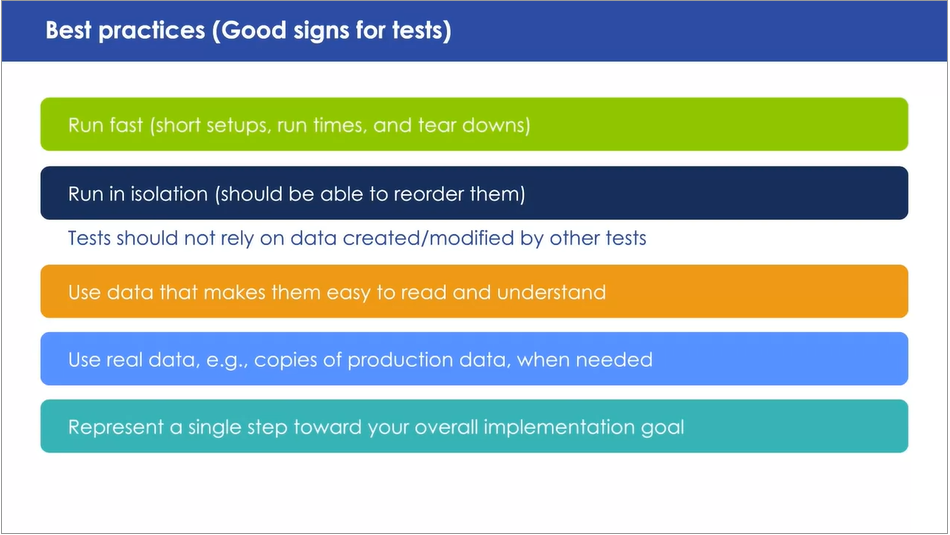 Best practices (Good signs for tests)
Run fast (short setups, run times, and tear downs)
Run in isolation (should be able to reorder them)
Tests should not rely on data created/modified by other tests
Use data that makes them easy to read and understand
Use real data, e.g., copies of production data, when needed
Represent a single step toward your overall implementation goal